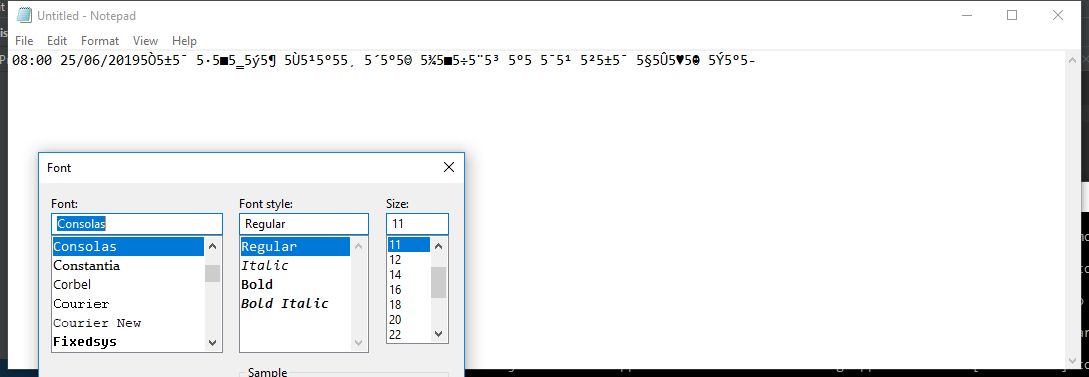 Untitled - Notepad
File Edit Format View Help
08:00 25/06/20195Ò5±5¯ 5·5■5‗5ý5¶ 5Ù5¹5º55¸ 5´5º5☺ 5¾5■5÷5¨5³ 5º5 5¯5¹ 5²5±5¯ 5§5Û5♥5☻ 5Ý5º5-
Font
Font: Font style: Size:
Consolas Regular 11
Consolas Regular 11
Constantia Italic 12
Corbel Bold 14
Courier Bold Italic 16
Courier New 18
Fixedsys 20
22
Sample